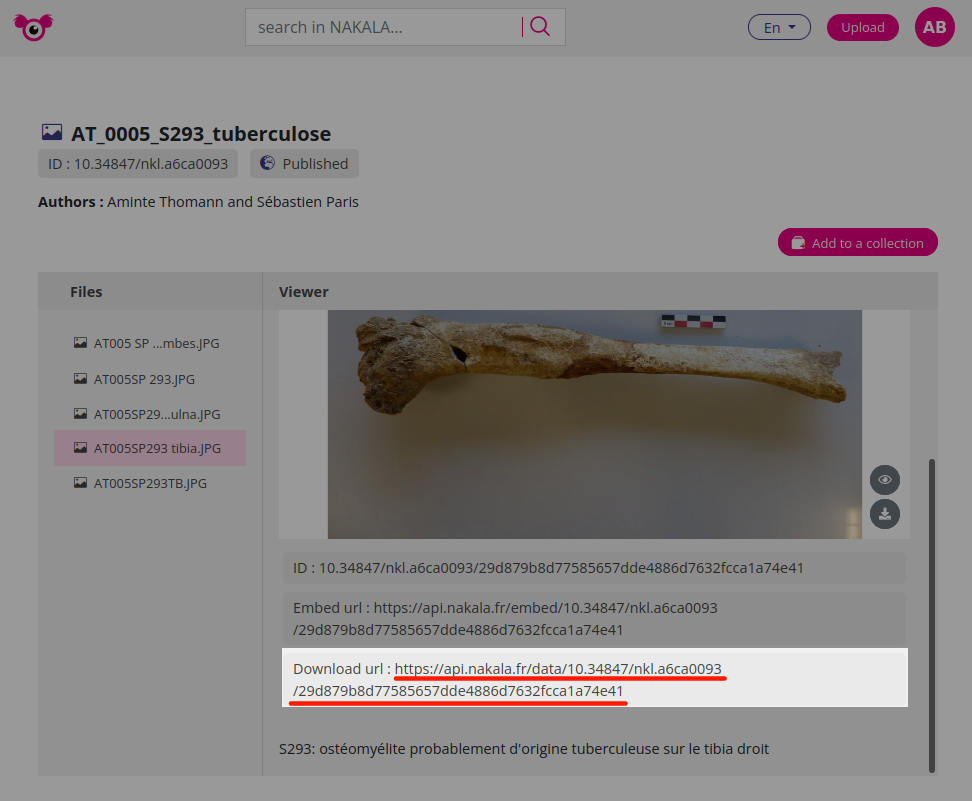 search in NAKALA...
En
Upload
AB
AT_0005_S293_tuberculose
ID : 10.34847/nkl.a6ca0093
Published
Authors : Aminte Thomann and Sébastien Paris
Add to a collection
Files
Viewer
AT005 SP ...mbes.JPG
AT005SP 293.JPG
AT005SP29...ulna.JPG
AT005SP293 tibia.JPG
AT005SP293TB.JPG
ID : 10.34847/nkl.a6ca0093/29d879b8d77585657dde4886d7632fcca1a74e41
Embed url : https://api.nakala.fr/embed/10.34847/nkl.a6ca0093
/29d879b8d77585657dde4886d7632fcca1a74e41
Download url : https://api.nakala.fr/data/10.34847/nkl.a6ca0093
/29d879b8d77585657dde4886d7632fcca1a74e41
S293: ostéomyélite probablement d'origine tuberculeuse sur le tibia droit